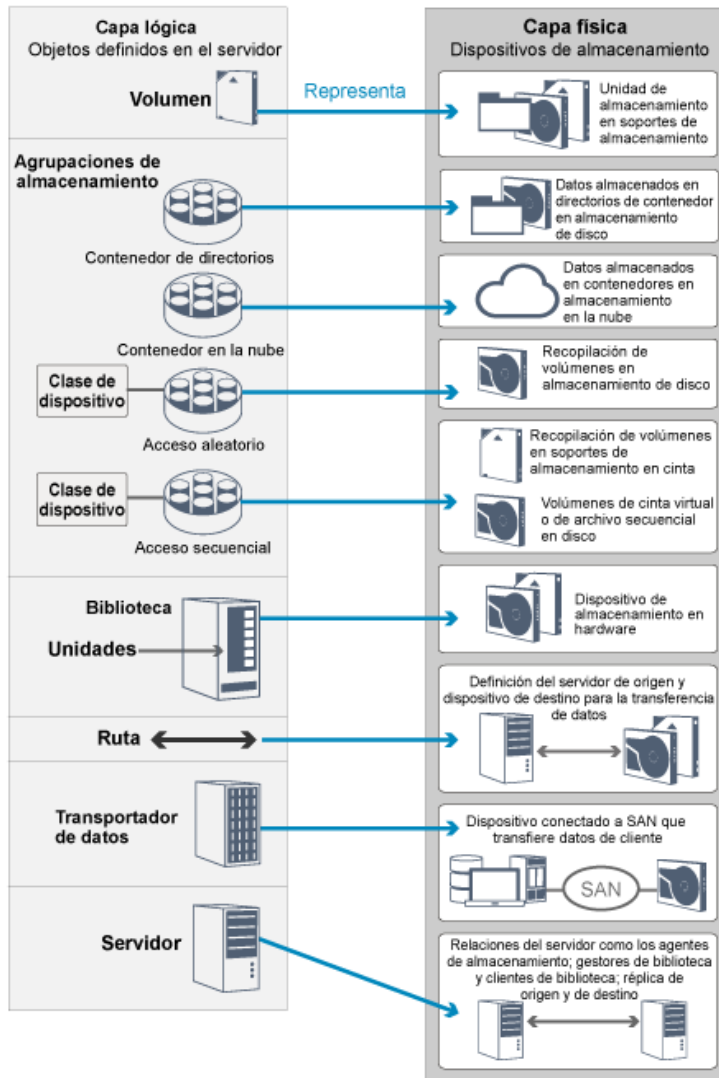 Capa lógica
Objetos definidos en el servidor
Volumen
Representa
Capa física
Dispositivos de almacenamiento
Unidad de
almacenamiento
en soportes de
almacenamiento
Agrupaciones de
almacenamiento
Contenedor de directorios
Datos almacenados en
directorios de contenedor
en almacenamiento
de disco
Contenedor en la nube
Datos almacenados
en contenedores en
almacenamiento
en la nube
Clase de
dispositivo
Acceso aleatorio
Recopilación de
volúmenes en
almacenamiento de disco
Clase de
dispositivo
Acceso secuencial
Recopilación de volúmenes
en soportes de
almacenamiento en cinta
Volúmenes de cinta virtual
o de archivo secuencial
en disco
Biblioteca
Unidades
Dispositivo de
almacenamiento en
hardware
Ruta
Definición del servidor de origen y
dispositivo de destino para la transferencia
de datos
Transportador
de datos
Dispositivo conectado a SAN que
transfiere datos de cliente
SAN
Servidor
Relaciones del servidor como los agentes
de almacenamiento; gestores de biblioteca
y clientes de biblioteca; réplica de
origen y de destino